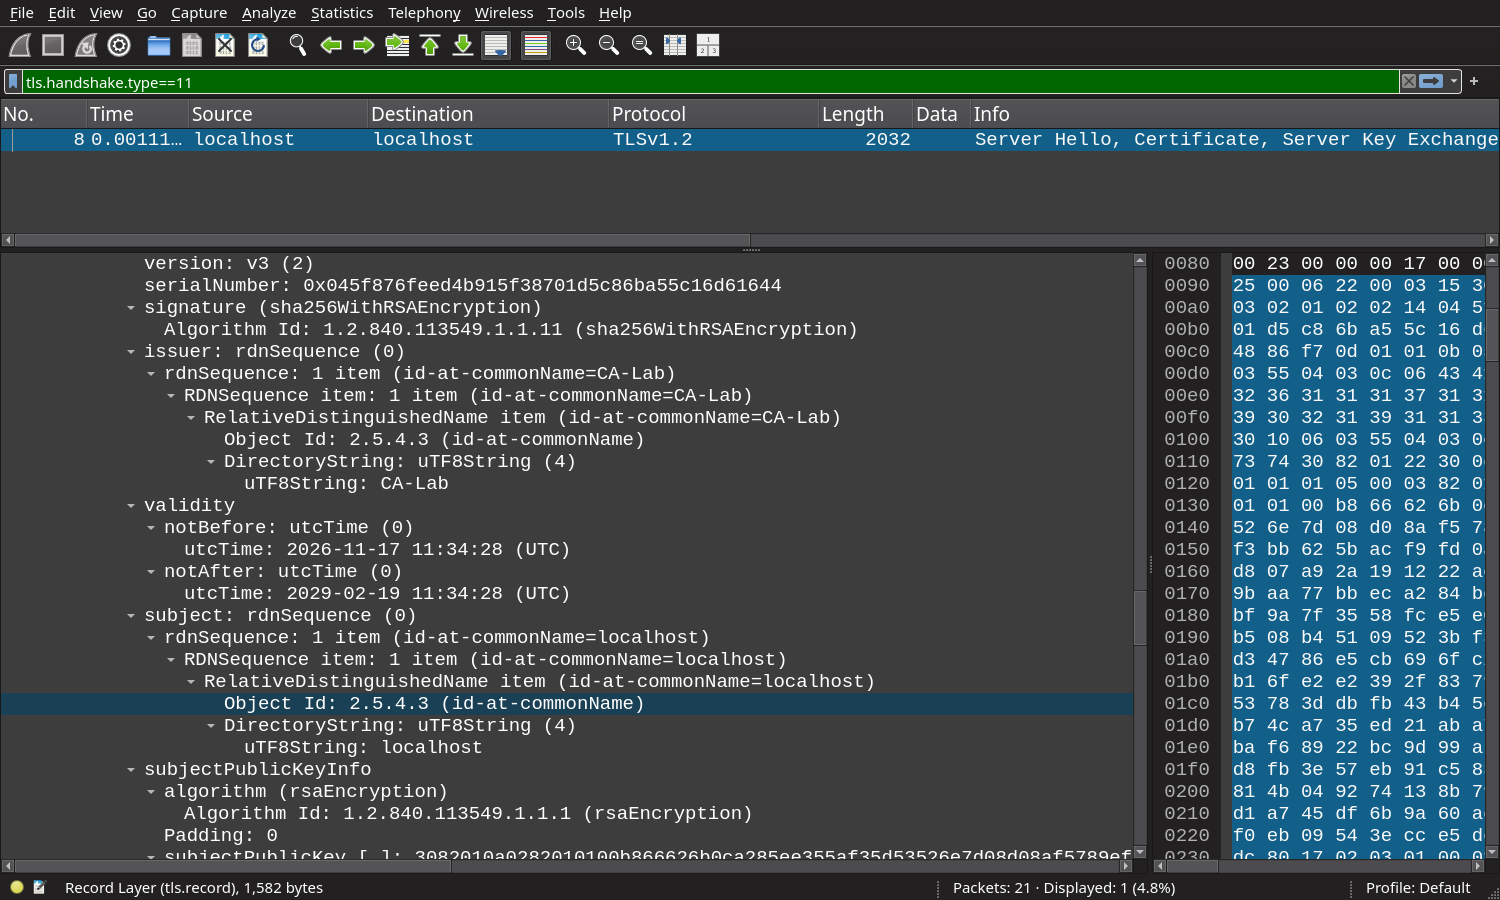 File Edit View Go Capture Analyze Statistics Telephony Wireless Tools Help
tls.handshake.type==11
No. Time Source Destination Protocol Length Data Info
8 0.00111… localhost localhost TLSv1.2 2032 Server Hello, Certificate, Server Key Exchange
version: v3 (2)
serialNumber: 0x045f876feed4b915f38701d5c86ba55c16d61644
signature (sha256WithRSAEncryption)
Algorithm Id: 1.2.840.113549.1.1.11 (sha256WithRSAEncryption)
issuer: rdnSequence (0)
rdnSequence: 1 item (id-at-commonName=CA-Lab)
RDNSequence item: 1 item (id-at-commonName=CA-Lab)
RelativeDistinguishedName item (id-at-commonName=CA-Lab)
Object Id: 2.5.4.3 (id-at-commonName)
DirectoryString: uTF8String (4)
uTF8String: CA-Lab
validity
notBefore: utcTime (0)
utcTime: 2026-11-17 11:34:28 (UTC)
notAfter: utcTime (0)
utcTime: 2029-02-19 11:34:28 (UTC)
subject: rdnSequence (0)
rdnSequence: 1 item (id-at-commonName=localhost)
RDNSequence item: 1 item (id-at-commonName=localhost)
RelativeDistinguishedName item (id-at-commonName=localhost)
Object Id: 2.5.4.3 (id-at-commonName)
DirectoryString: uTF8String (4)
uTF8String: localhost
subjectPublicKeyInfo
algorithm (rsaEncryption)
Algorithm Id: 1.2.840.113549.1.1.1 (rsaEncryption)
Padding: 0
subjectPublicKey […]: 3082010a0282010100b866626b0ca285ee355af35d53526e7d08d08af5789ef
0080 00 23 00 00 00 17 00
0090 25 00 06 22 00 03 15
00a0 03 02 01 02 02 14 04
00b0 01 d5 c8 6b a5 5c 16
00c0 48 86 f7 0d 01 01 0b
00d0 03 55 04 03 0c 06 43
00e0 32 36 31 31 31 37 31
00f0 39 30 32 31 39 31 31
0100 30 10 06 03 55 04 03
0110 73 74 30 82 01 22 30
0120 01 01 01 05 00 03 82
0130 01 01 00 b8 66 62 6b
0140 52 6e 7d 08 d0 8a f5
0150 f3 bb 62 5b ac f9 fd
0160 d8 07 a9 2a 19 12 22
0170 9b aa 77 bb ec a2 84
0180 bf 9a 7f 35 58 fc e5
0190 b5 08 b4 51 09 52 3b
01a0 d3 47 86 e5 cb 69 6f
01b0 b1 6f e2 e2 39 2f 83
01c0 53 78 3d db fb 43 b4
01d0 b7 4c a7 35 ed 21 ab
01e0 ba f6 89 22 bc 9d 99
01f0 d8 fb 3e 57 eb 91 c5
0200 81 4b 04 92 74 13 8b
0210 d1 a7 45 df 6b 9a 60
0220 f0 eb 09 54 3e cc e5
0230 dc 80 17 02 03 01 00
Record Layer (tls.record), 1,582 bytes
Packets: 21 · Displayed: 1 (4.8%)
Profile: Default